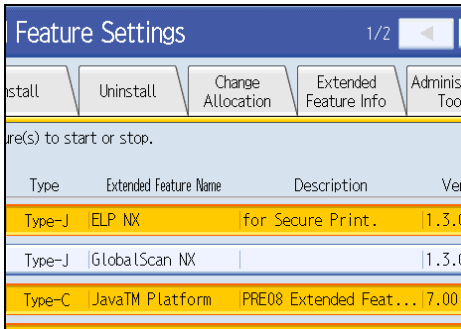 Feature Settings 1/2
nstall Uninstall Change Allocation Extended Feature Info Adminis Too
ure(s) to start or stop.
Type Extended Feature Name Description Ver
Type-J ELP NX for Secure Print. 1.3.0
Type-J GlobalScan NX 1.3.0
Type-C JavaTM Platform PRE08 Extended Feat... 7.00